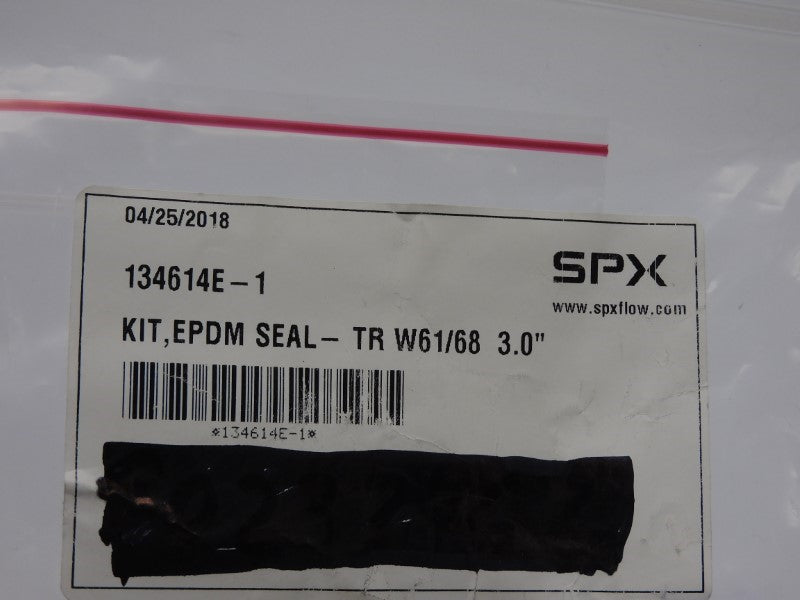 04/25/2018
134614E-1
SPX
www.spxflow.com
KIT,EPDM SEAL- TR W61/68 3.0"
*134614E-1*